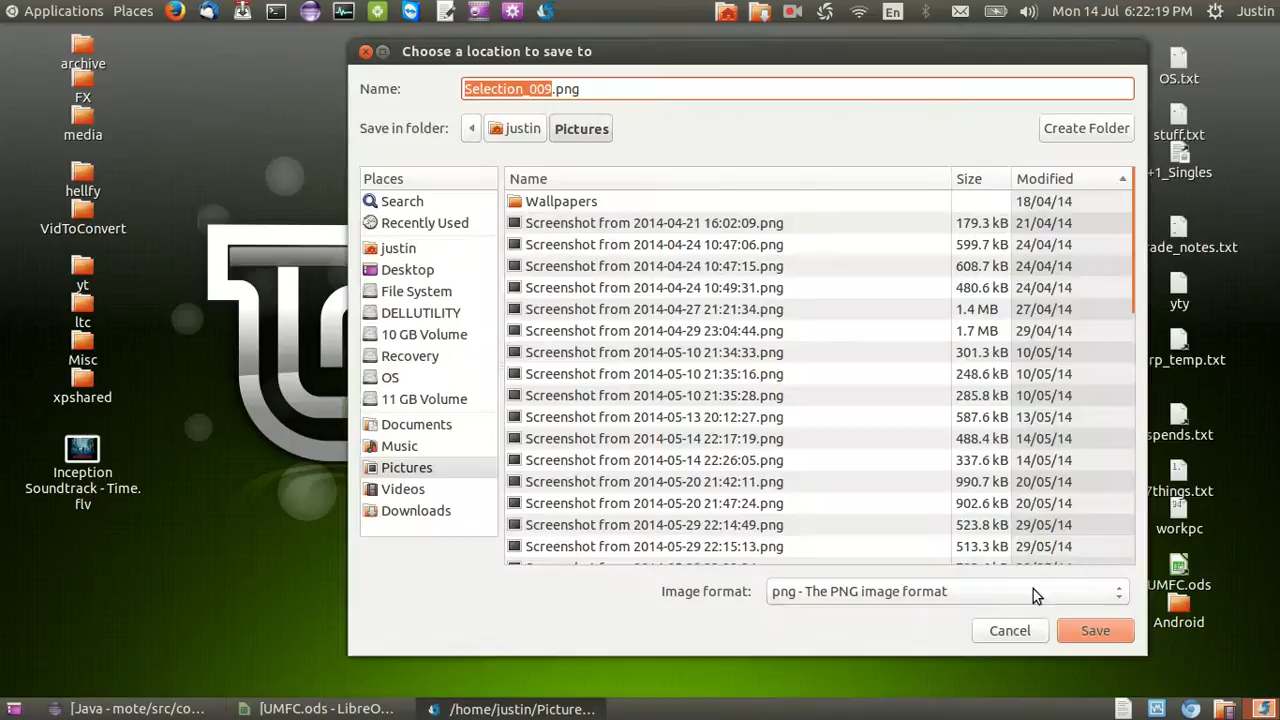 Applications Places En Mon 14 Jul 6:22:19 PM Justin
Choose a location to save to
Name: Selection_009.png
Save in folder: justin Pictures Create Folder
Places
Search
Recently Used
justin
Desktop
File System
DELLUTILITY
10 GB Volume
Recovery
OS
11 GB Volume
Documents
Music
Pictures
Videos
Downloads
Name Size Modified
Wallpapers 18/04/14
Screenshot from 2014-04-21 16:02:09.png 179.3 kB 21/04/14
Screenshot from 2014-04-24 10:47:06.png 599.7 kB 24/04/14
Screenshot from 2014-04-24 10:47:15.png 608.7 kB 24/04/14
Screenshot from 2014-04-24 10:49:31.png 480.6 kB 24/04/14
Screenshot from 2014-04-27 21:21:34.png 1.4 MB 27/04/14
Screenshot from 2014-04-29 23:04:44.png 1.7 MB 29/04/14
Screenshot from 2014-05-10 21:34:33.png 301.3 kB 10/05/14
Screenshot from 2014-05-10 21:35:16.png 248.6 kB 10/05/14
Screenshot from 2014-05-10 21:35:28.png 285.8 kB 10/05/14
Screenshot from 2014-05-13 20:12:27.png 587.6 kB 13/05/14
Screenshot from 2014-05-14 22:17:19.png 488.4 kB 14/05/14
Screenshot from 2014-05-14 22:26:05.png 337.6 kB 14/05/14
Screenshot from 2014-05-20 21:42:11.png 990.7 kB 20/05/14
Screenshot from 2014-05-20 21:47:24.png 902.6 kB 20/05/14
Screenshot from 2014-05-29 22:14:49.png 523.8 kB 29/05/14
Screenshot from 2014-05-29 22:15:13.png 513.3 kB 29/05/14
Image format: png - The PNG image format
Cancel Save
archive
FX
media
hellfy
VidToConvert
yt
ltc
Misc
xpshared
Inception
Soundtrack - Time.
flv
OS.txt
stuff.txt
+1_Singles
rade_notes.txt
yty
rp_temp.txt
spends.txt
7things.txt
workpc
UMFC.ods
Android
[Java - mote/src/co... [UMFC.ods - LibreO... /home/justin/Picture...